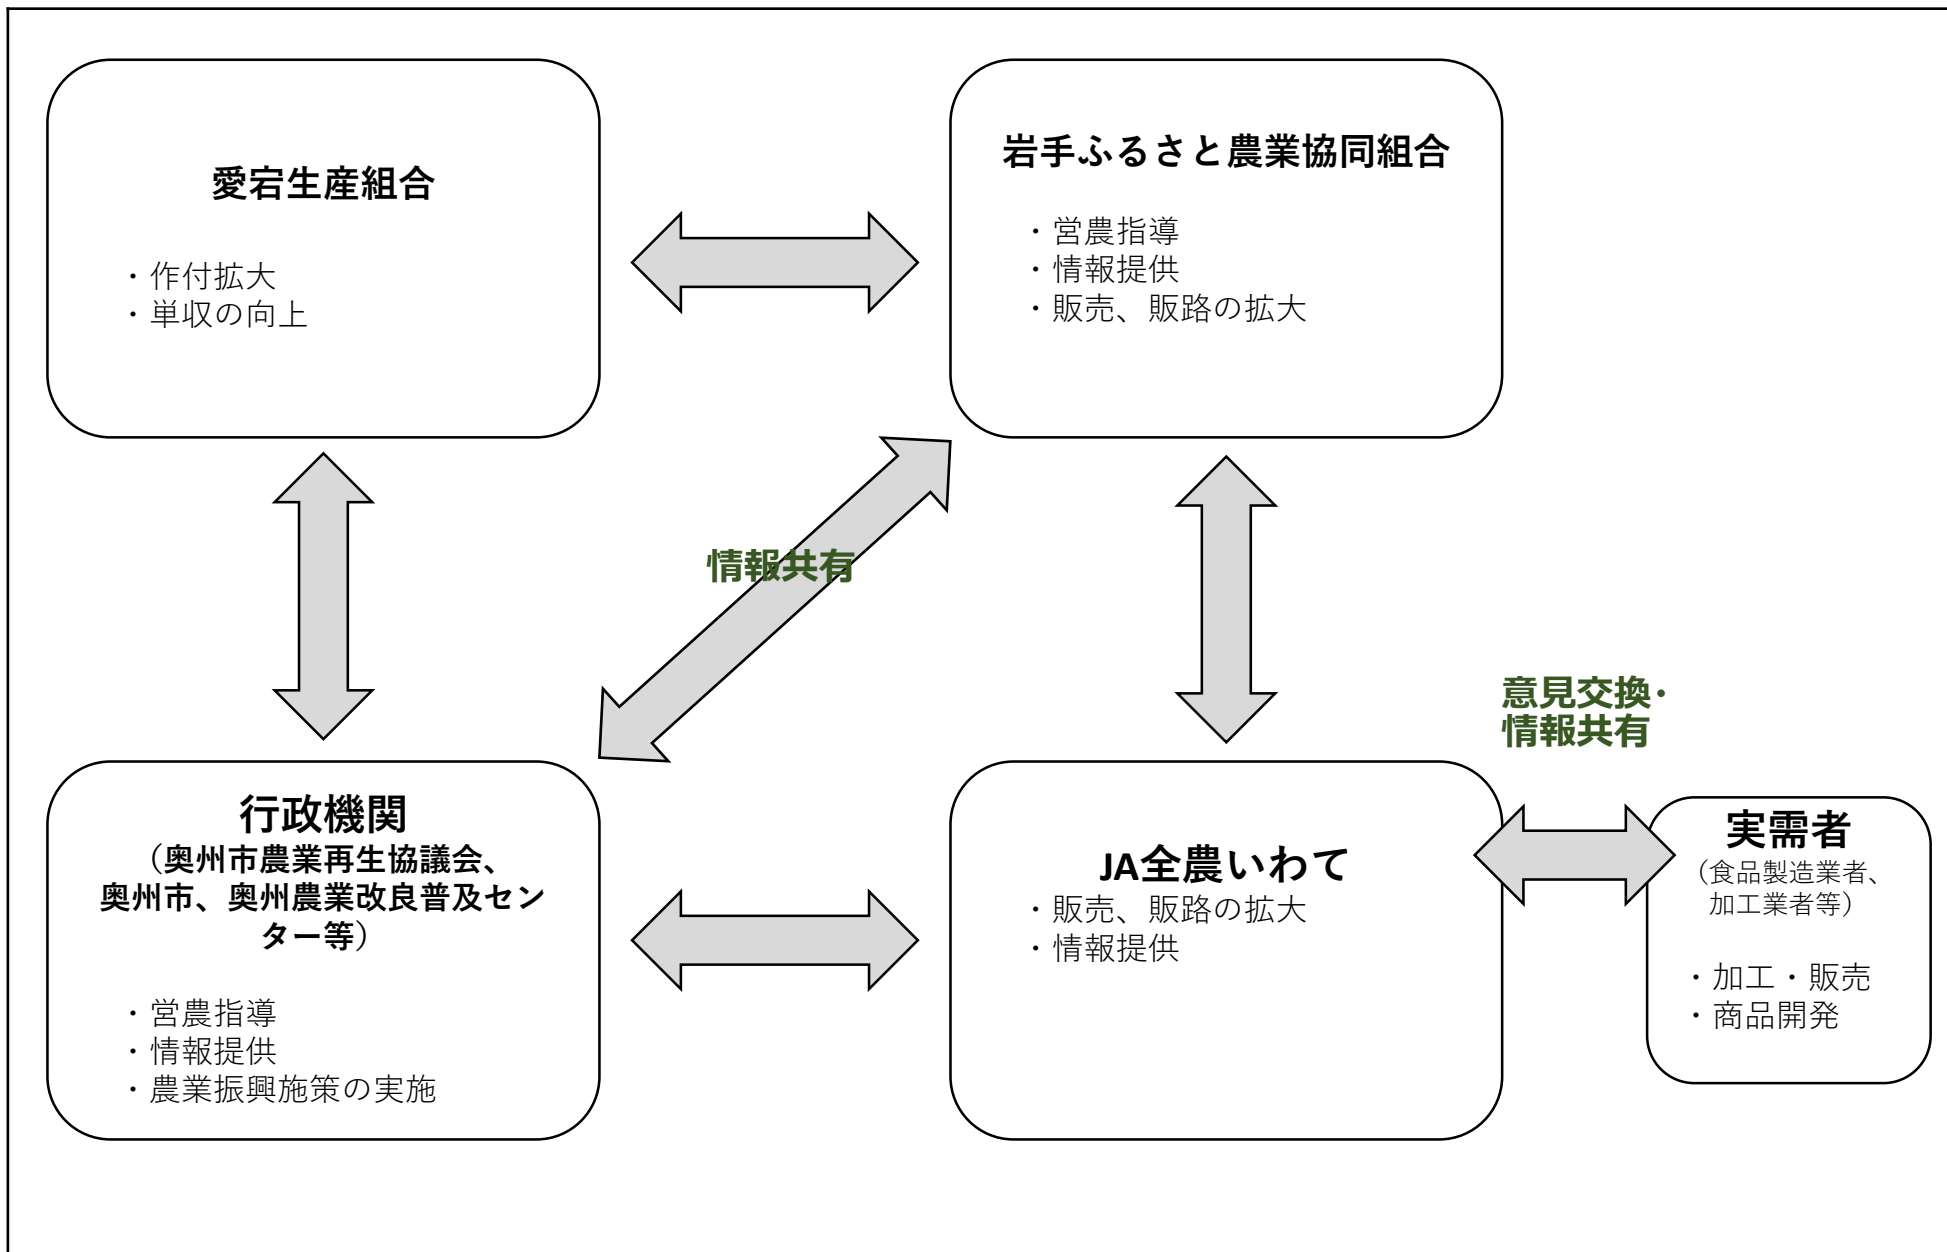 愛宕生産組合
・作付拡大
・単収の向上
岩手ふるさと農業協同組合
・営農指導
・情報提供
・販売、販路の拡大
情報共有
意見交換・
情報共有
行政機関
（奥州市農業再生協議会、
奥州市、奥州農業改良普及セン
ター等）
・営農指導
・情報提供
・農業振興施策の実施
JA全農いわて
・販売、販路の拡大
・情報提供
実需者
（食品製造業者、
加工業者等）
・加工・販売
・商品開発